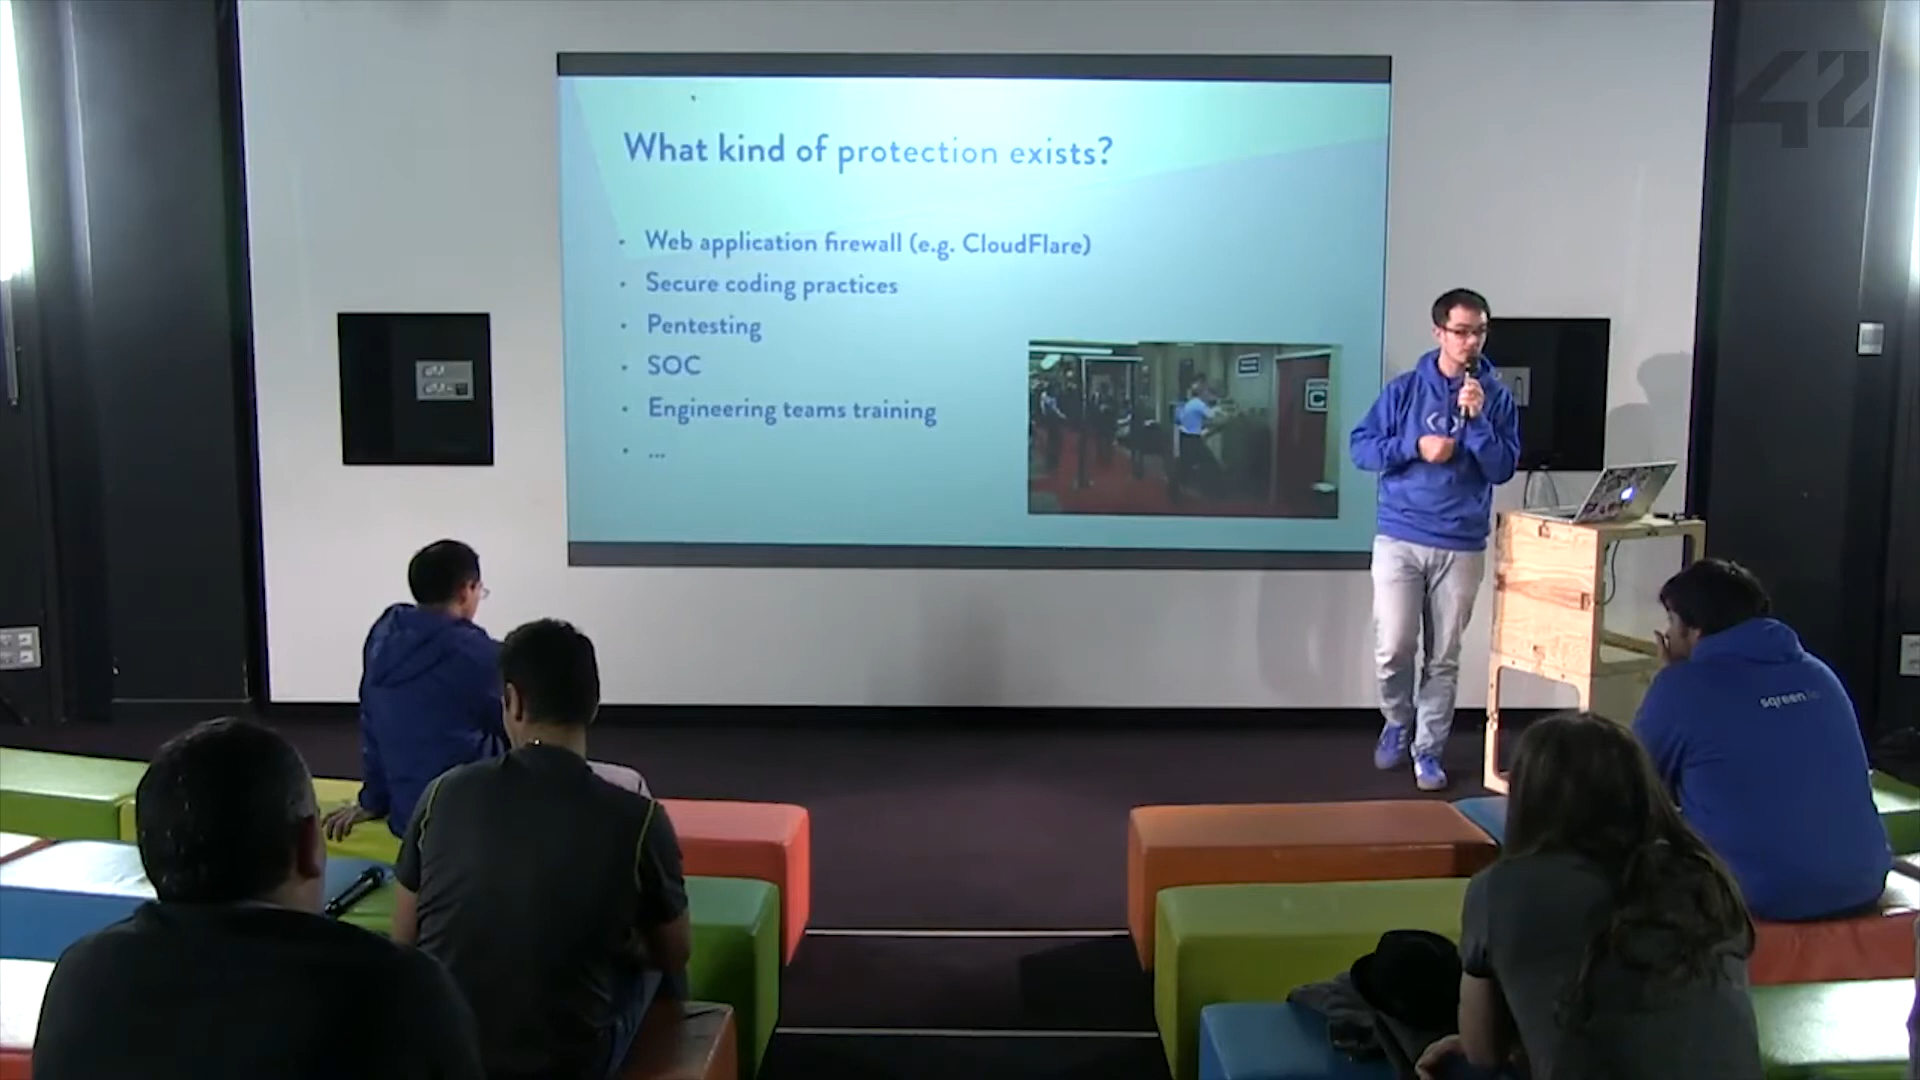 42
What kind of protection exists?
• Web application firewall (e.g. CloudFlare)
• Secure coding practices
• Pentesting
• SOC
• Engineering teams training
• ...
C
sqreen.io